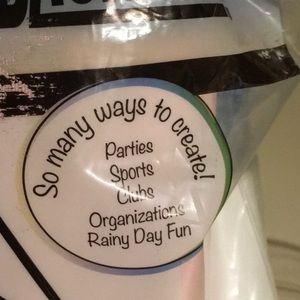 So many ways to create!
Parties
Sports
Clubs
Organizations
Rainy Day Fun